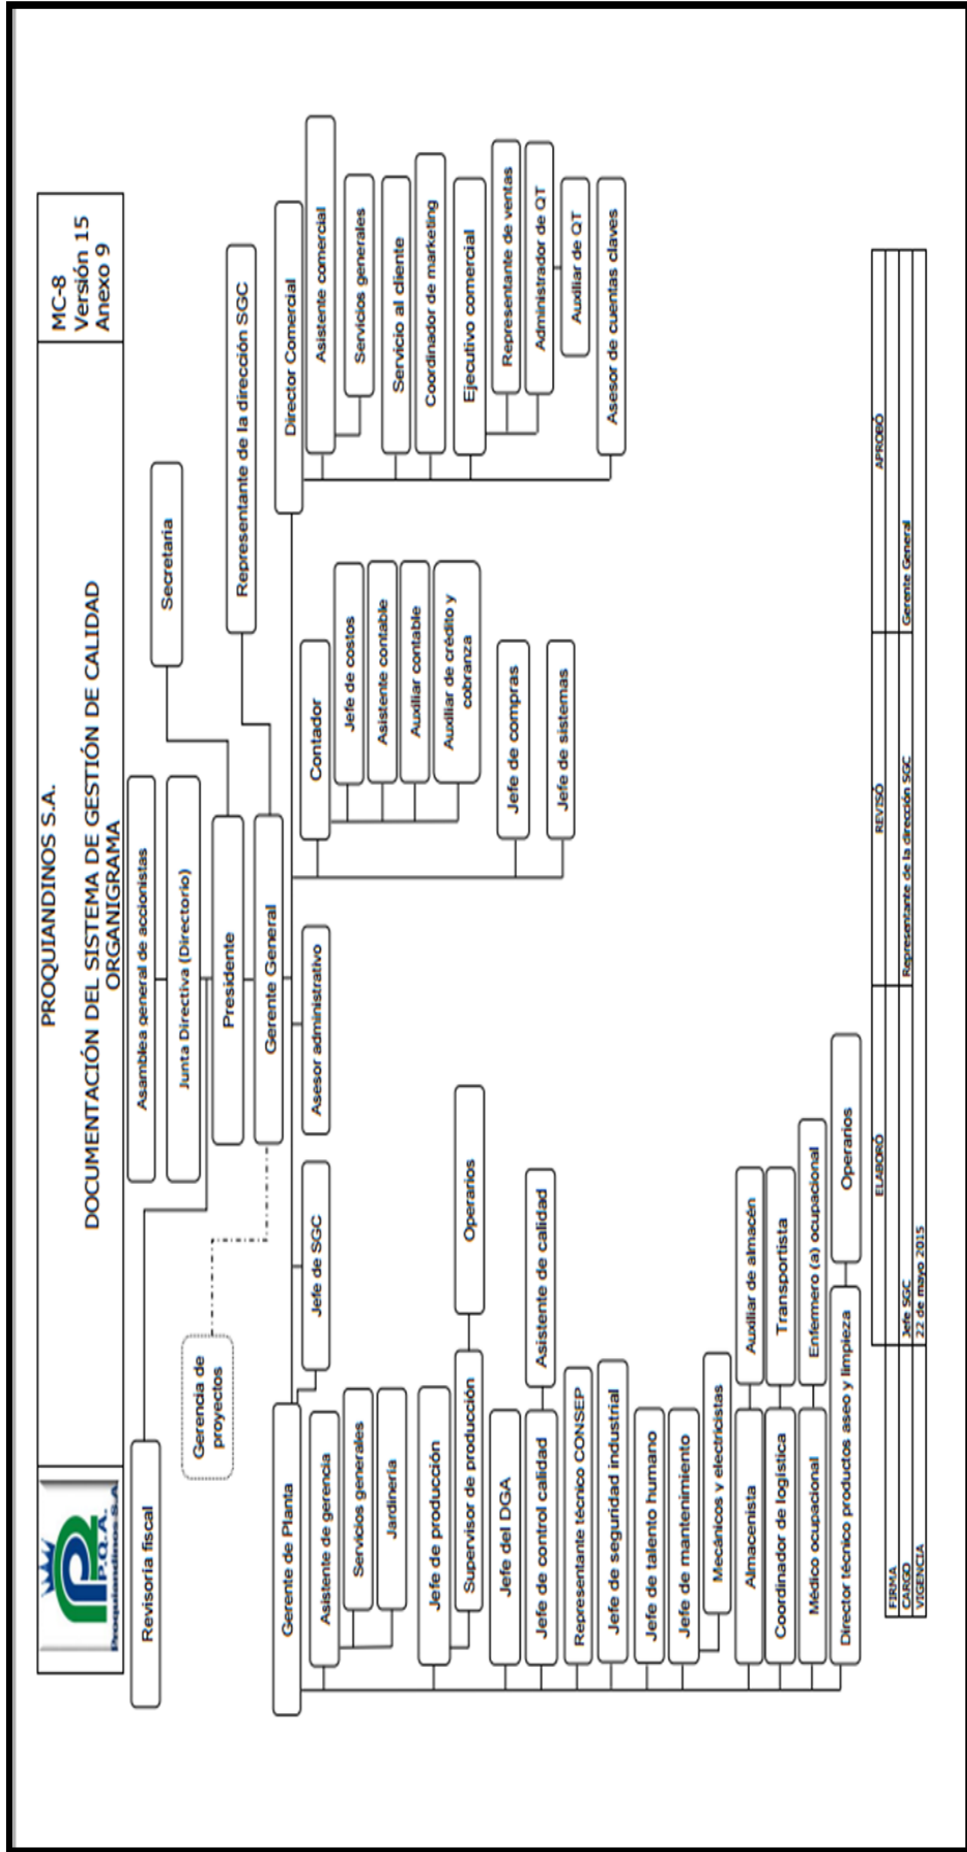 PROQUIANDINOS S.A.
DOCUMENTACIÓN DEL SISTEMA DE GESTIÓN DE CALIDAD
ORGANIGRAMA
MC-8
Versión 15
Anexo 9
P.Q.A.
Proquiandinos S.A
Asamblea general de accionistas
Junta Directiva (Directorio)
Revisoría fiscal
Presidente
Secretaria
Gerencia de
proyectos
Gerente General
Representante de la dirección SGC
Gerente de Planta
Jefe de SGC
Asesor administrativo
Contador
Director Comercial
Asistente de gerencia
Servicios generales
Jardinería
Jefe de producción
Supervisor de producción
Operarios
Jefe del DGA
Jefe de control calidad
Asistente de calidad
Representante técnico CONSEP
Jefe de seguridad industrial
Jefe de talento humano
Jefe de mantenimiento
Mecánicos y electricistas
Almacenista
Auxiliar de almacén
Coordinador de logística
Transportista
Médico ocupacional
Enfermero (a) ocupacional
Director técnico productos aseo y limpieza
Operarios
Jefe de costos
Asistente contable
Auxiliar contable
Auxiliar de crédito y
cobranza
Jefe de compras
Jefe de sistemas
Asistente comercial
Servicios generales
Servicio al cliente
Coordinador de marketing
Ejecutivo comercial
Representante de ventas
Administrador de QT
Auxiliar de QT
Asesor de cuentas claves
ELABORÓ REVISÓ APROBÓ
FIRMA
CARGO Jefe SGC Representante de la dirección SGC Gerente General
VIGENCIA 22 de mayo 2015